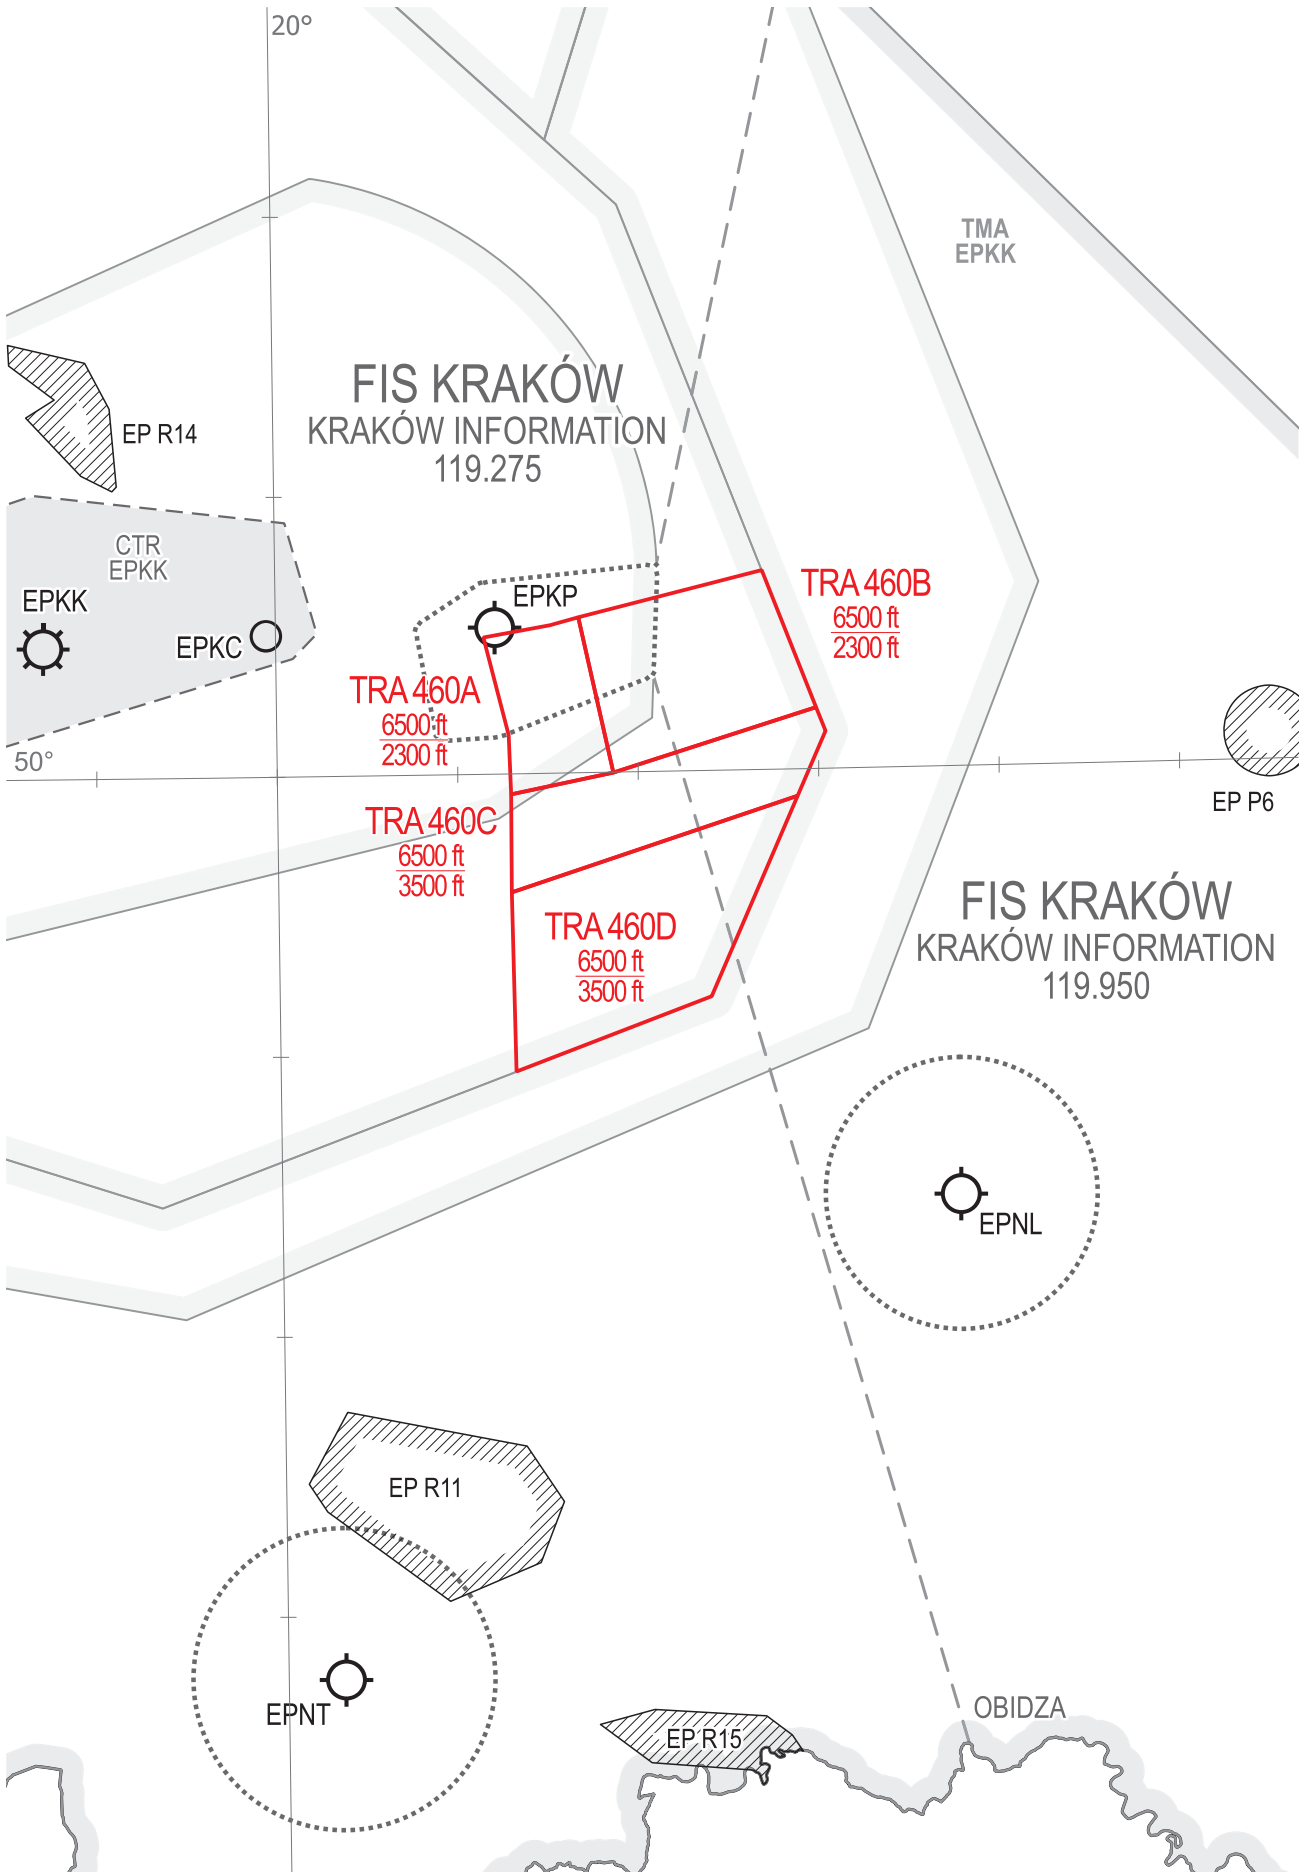 20°
TMA
EPKK
FIS KRAKÓW
KRAKÓW INFORMATION
119.275
EP R14
CTR
EPKK
EPKK
EPKC
EPKP
TRA 460B
6500 ft
2300 ft
TRA 460A
6500 ft
2300 ft
50°
EP P6
TRA 460C
6500 ft
3500 ft
FIS KRAKÓW
KRAKÓW INFORMATION
119.950
TRA 460D
6500 ft
3500 ft
EPNL
EP R11
EPNT
OBIDZA
EP R15